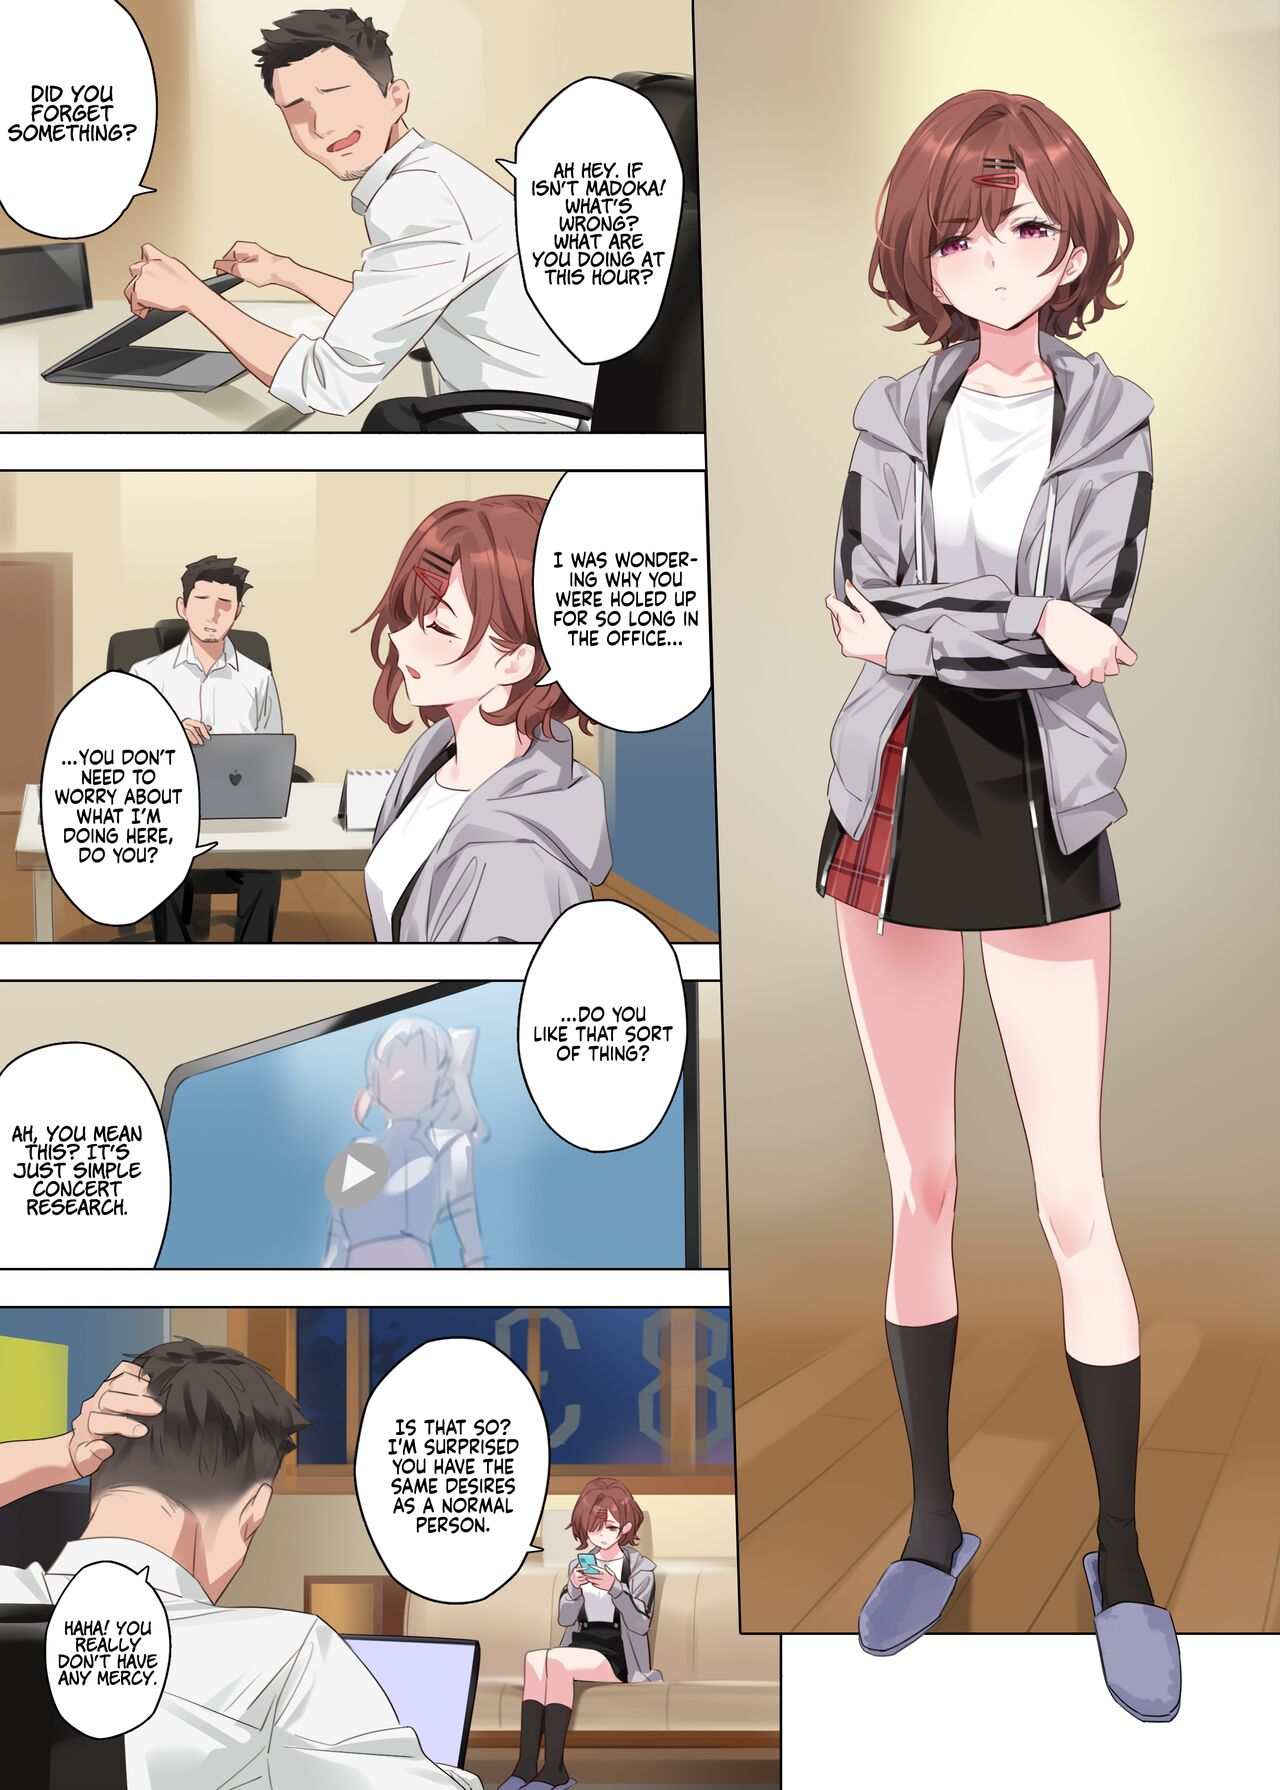 AH HEY. IF
ISN'T MADOKA!
WHAT'S
WRONG?
WHAT ARE
YOU DOING AT
THIS HOUR?
DID YOU
FORGET
SOMETHING?
I WAS WONDER-
ING WHY YOU
WERE HOLED UP
FOR SO LONG IN
THE OFFICE...
...YOU DON'T
NEED TO
WORRY ABOUT
WHAT I'M
DOING HERE,
DO YOU?
...DO YOU
LIKE THAT SORT
OF THING?
AH, YOU MEAN
THIS? IT'S
JUST SIMPLE
CONCERT
RESEARCH.
IS THAT SO?
I'M SURPRISED
YOU HAVE THE
SAME DESIRES
AS A NORMAL
PERSON.
HAHA! YOU
REALLY
DON'T HAVE
ANY MERCY.